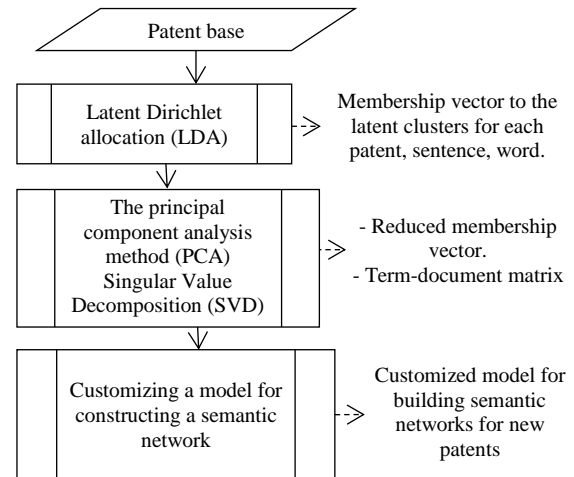 Patent base
Latent Dirichlet
allocation (LDA)
Membership vector to the
latent clusters for each
patent, sentence, word.
The principal
component analysis
method (PCA)
Singular Value
Decomposition (SVD)
- Reduced membership
vector.
- Term-document matrix
Customizing a model for
constructing a semantic
network
Customized model for
building semantic
networks for new
patents